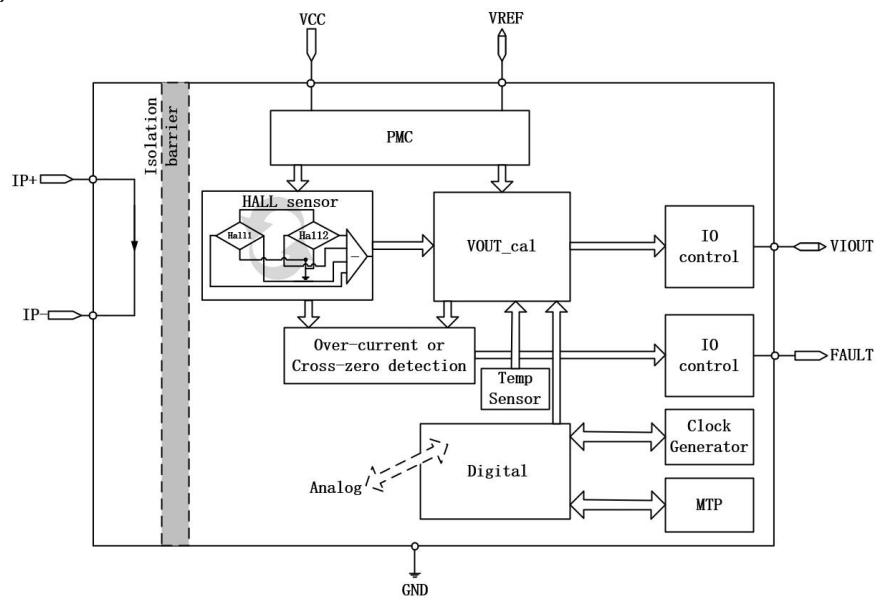 VCC
VREF
Isolation
barrier
PMC
IP+
HALL sensor
Hall1
Hall2
−
VOUT_cal
IO
control
VIOUT
IP−
Over-current or
Cross-zero detection
IO
control
FAULT
Temp
Sensor
Clock
Generator
Digital
Analog
MTP
GND